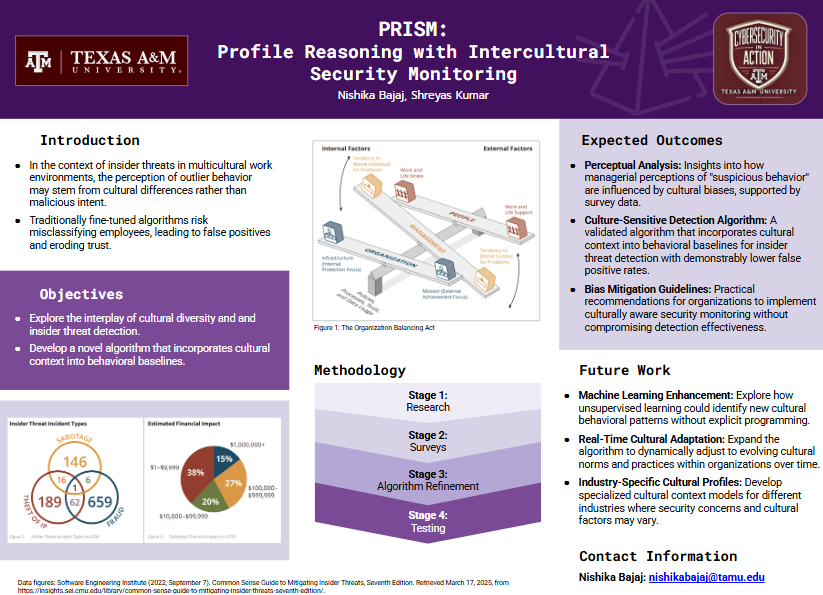 PRISM:
Profile Reasoning with Intercultural
Security Monitoring
Nishika Bajaj, Shreyas Kumar
ATM
TEXAS A&M
UNIVERSITY
CYBERSECURITY
IN
ACTION
ATM
TEXAS A&M UNIVERSITY
Introduction
In the context of insider threats in multicultural work
environments, the perception of outlier behavior
may stem from cultural differences rather than
malicious intent.
Traditionally fine-tuned algorithms risk
misclassifying employees, leading to false positives
and eroding trust.
Objectives
Explore the interplay of cultural diversity and and
insider threat detection.
Develop a novel algorithm that incorporates cultural
context into behavioral baselines.
Insider Threat Incident Types
SABOTAGE
146
16
6
1
189
62
659
THEFT OF IP
FRAUD
Estimated Financial Impact
$1,000,000+
15%
$1–$9,999
38%
27%
$100,000–
$999,999
20%
$10,000–$99,999
Internal Factors
External Factors
Tendency to
Blame Individual
for Problems
Work and
Life Stress
Work and
Life Support
PEOPLE
MANAGEMENT
ORGANIZATION
Infrastructure
(Internal
Protection Focus)
Tendency to
Blame Context
for Problems
Mission (External
Achievement Focus)
Policies,
Processes, Tools,
and Data Usage
Figure 1: The Organization Balancing Act
Methodology
Stage 1:
Research
Stage 2:
Surveys
Stage 3:
Algorithm Refinement
Stage 4:
Testing
Expected Outcomes
Perceptual Analysis: Insights into how
managerial perceptions of "suspicious behavior"
are influenced by cultural biases, supported by
survey data.
Culture-Sensitive Detection Algorithm: A
validated algorithm that incorporates cultural
context into behavioral baselines for insider
threat detection with demonstrably lower false
positive rates.
Bias Mitigation Guidelines: Practical
recommendations for organizations to implement
culturally aware security monitoring without
compromising detection effectiveness.
Future Work
Machine Learning Enhancement: Explore how
unsupervised learning could identify new cultural
behavioral patterns without explicit programming.
Real-Time Cultural Adaptation: Expand the
algorithm to dynamically adjust to evolving cultural
norms and practices within organizations over time.
Industry-Specific Cultural Profiles: Develop
specialized cultural context models for different
industries where security concerns and cultural
factors may vary.
Contact Information
Nishika Bajaj: nishikabajaj@tamu.edu
Data figures: Software Engineering Institute (2022, September 7). Common Sense Guide to Mitigating Insider Threats, Seventh Edition. Retrieved March 17, 2025, from
https://insights.sei.cmu.edu/library/common-sense-guide-to-mitigating-insider-threats-seventh-edition/.